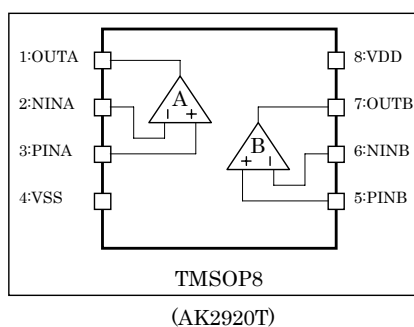 1:OUTA
2:NINA
3:PINA
4:VSS
8:VDD
7:OUTB
6:NINB
5:PINB
A
- +
B
+ -
TMSOP8
(AK2920T)